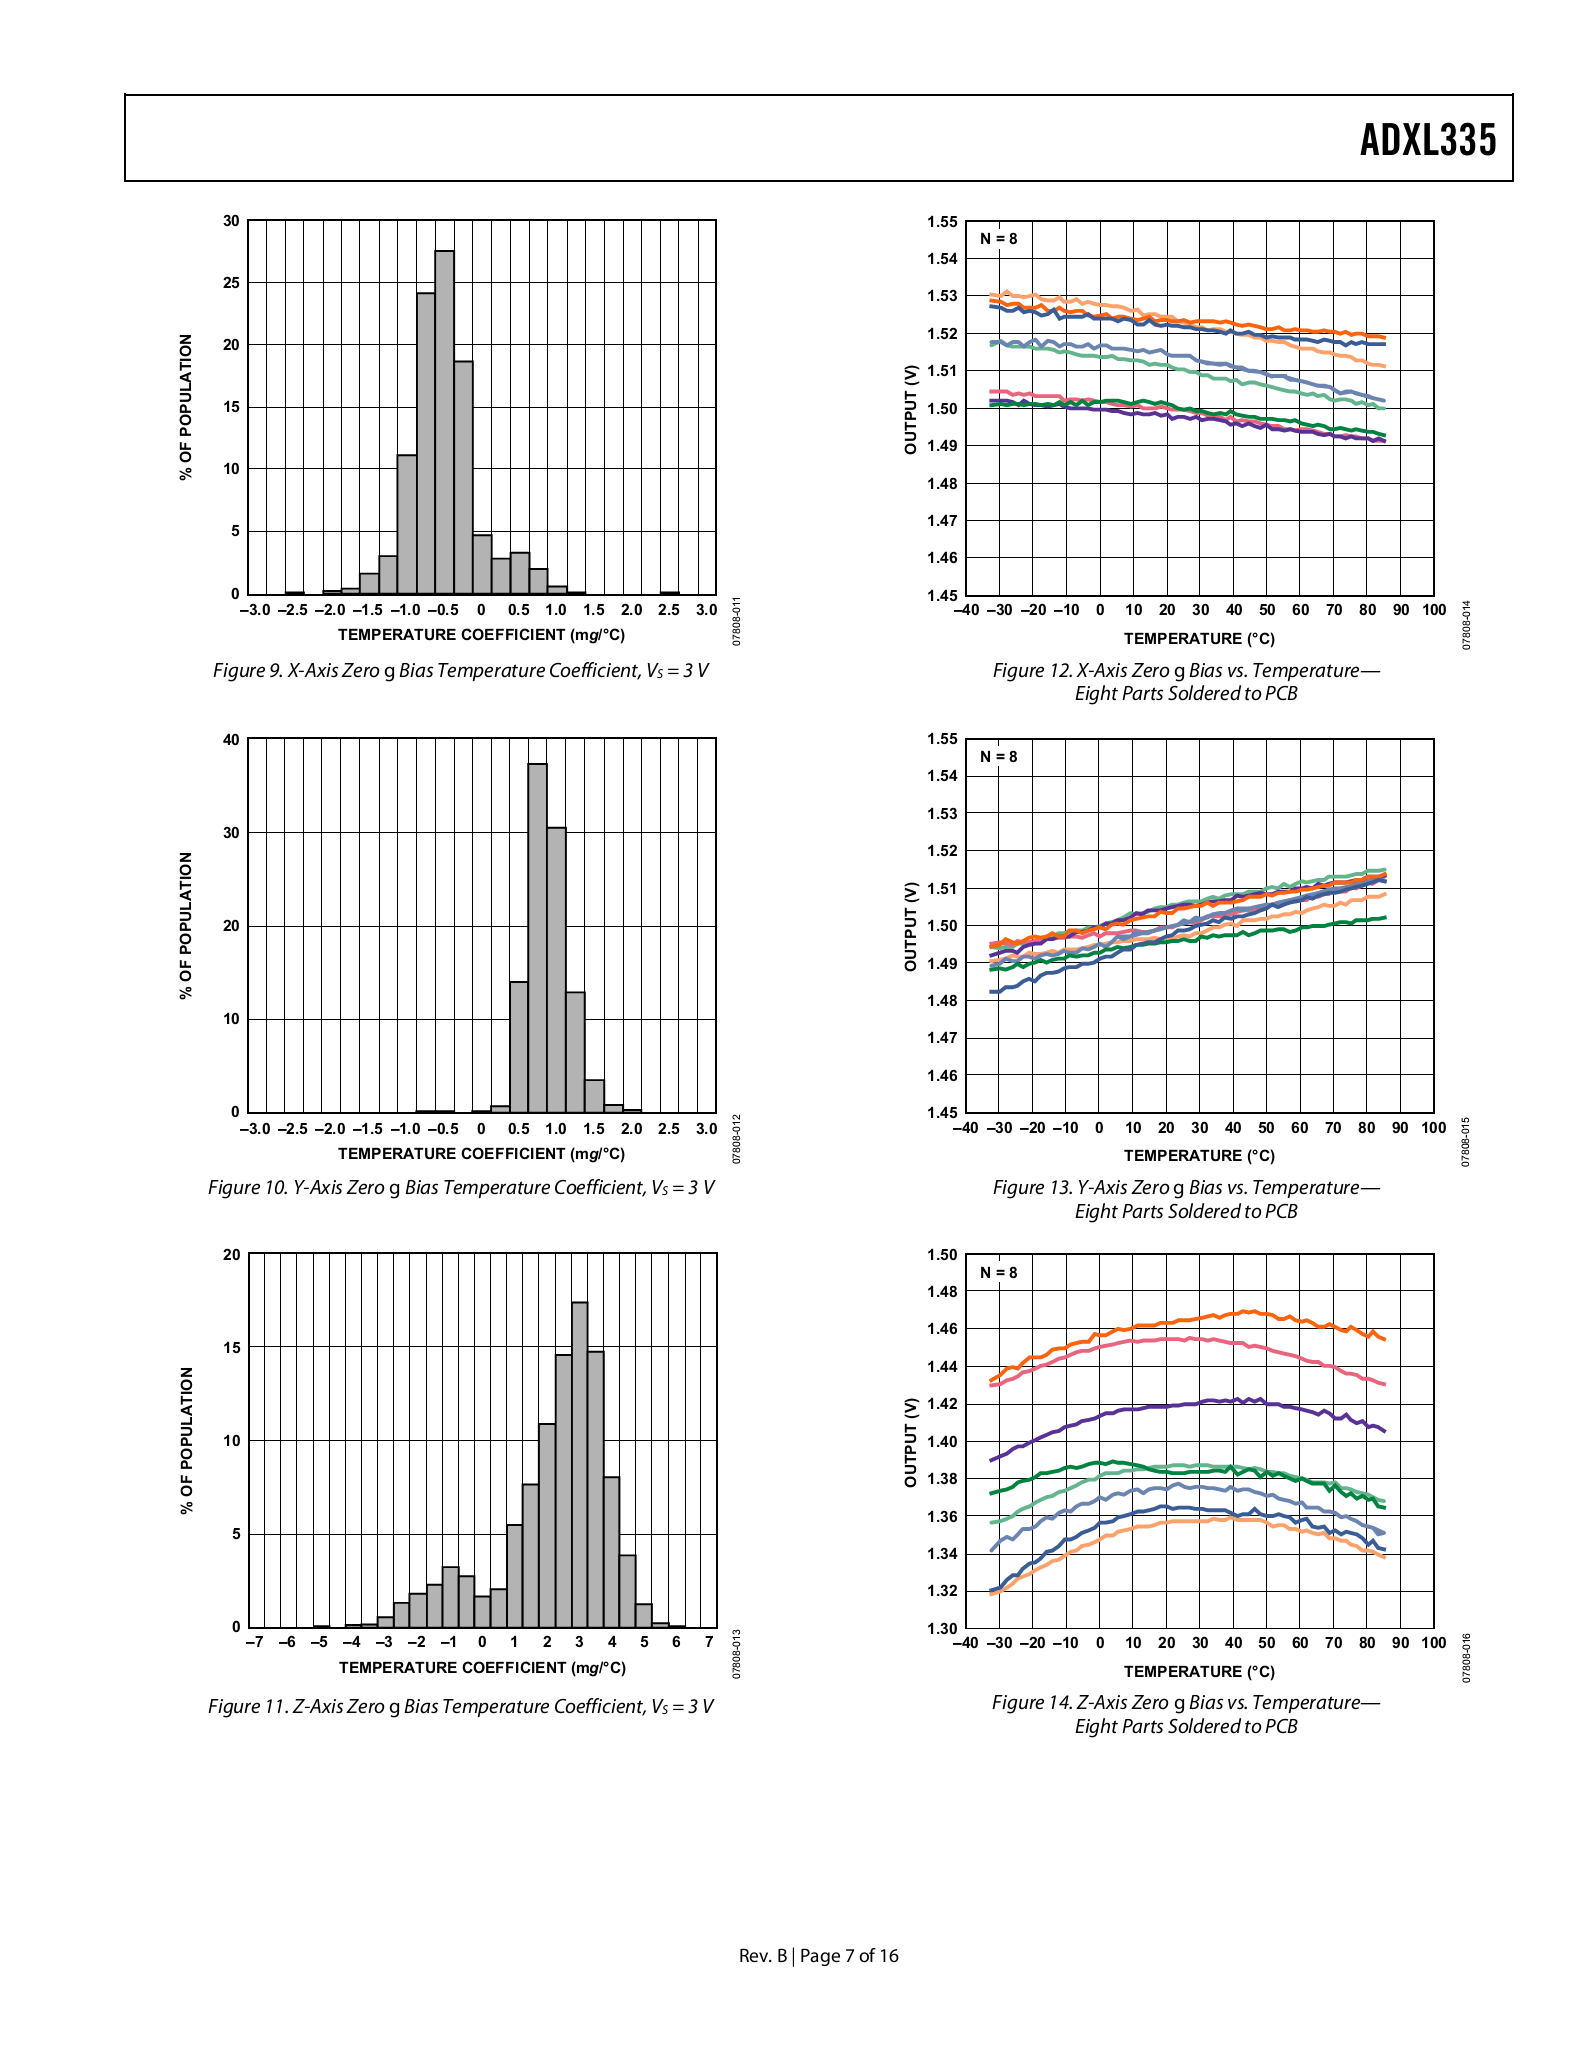 ADXL335
30
25
20
15
10
5
0
% OF POPULATION
–3.0 –2.5 –2.0 –1.5 –1.0 –0.5 0 0.5 1.0 1.5 2.0 2.5 3.0
TEMPERATURE COEFFICIENT (mg/°C)
07808-011
Figure 9. X-Axis Zero g Bias Temperature Coefficient, VS = 3 V
40
30
20
10
0
% OF POPULATION
–3.0 –2.5 –2.0 –1.5 –1.0 –0.5 0 0.5 1.0 1.5 2.0 2.5 3.0
TEMPERATURE COEFFICIENT (mg/°C)
07808-012
Figure 10. Y-Axis Zero g Bias Temperature Coefficient, VS = 3 V
20
15
10
5
0
% OF POPULATION
–7 –6 –5 –4 –3 –2 –1 0 1 2 3 4 5 6 7
TEMPERATURE COEFFICIENT (mg/°C)
07808-013
Figure 11. Z-Axis Zero g Bias Temperature Coefficient, VS = 3 V
1.55
1.54
1.53
1.52
1.51
1.50
1.49
1.48
1.47
1.46
1.45
N = 8
OUTPUT (V)
–40 –30 –20 –10 0 10 20 30 40 50 60 70 80 90 100
TEMPERATURE (°C)
07808-014
Figure 12. X-Axis Zero g Bias vs. Temperature—
Eight Parts Soldered to PCB
1.55
1.54
1.53
1.52
1.51
1.50
1.49
1.48
1.47
1.46
1.45
N = 8
OUTPUT (V)
–40 –30 –20 –10 0 10 20 30 40 50 60 70 80 90 100
TEMPERATURE (°C)
07808-015
Figure 13. Y-Axis Zero g Bias vs. Temperature—
Eight Parts Soldered to PCB
1.50
1.48
1.46
1.44
1.42
1.40
1.38
1.36
1.34
1.32
1.30
N = 8
OUTPUT (V)
–40 –30 –20 –10 0 10 20 30 40 50 60 70 80 90 100
TEMPERATURE (°C)
07808-016
Figure 14. Z-Axis Zero g Bias vs. Temperature—
Eight Parts Soldered to PCB
Rev. B | Page 7 of 16